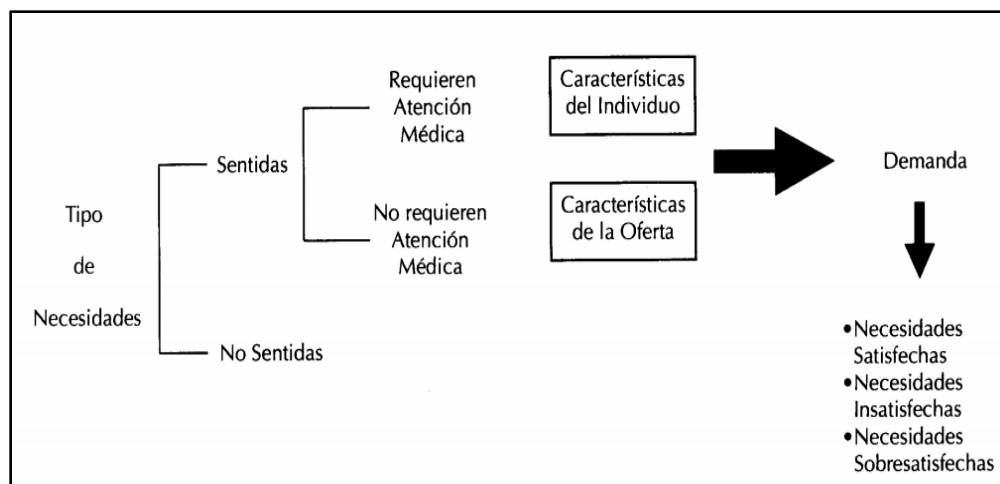 Tipo
de
Necesidades
Sentidas
No Sentidas
Requieren
Atención
Médica
No requieren
Atención
Médica
Características
del Individuo
Características
de la Oferta
Demanda
•Necesidades
Satisfechas
•Necesidades
Insatisfechas
•Necesidades
Sobresatisfechas